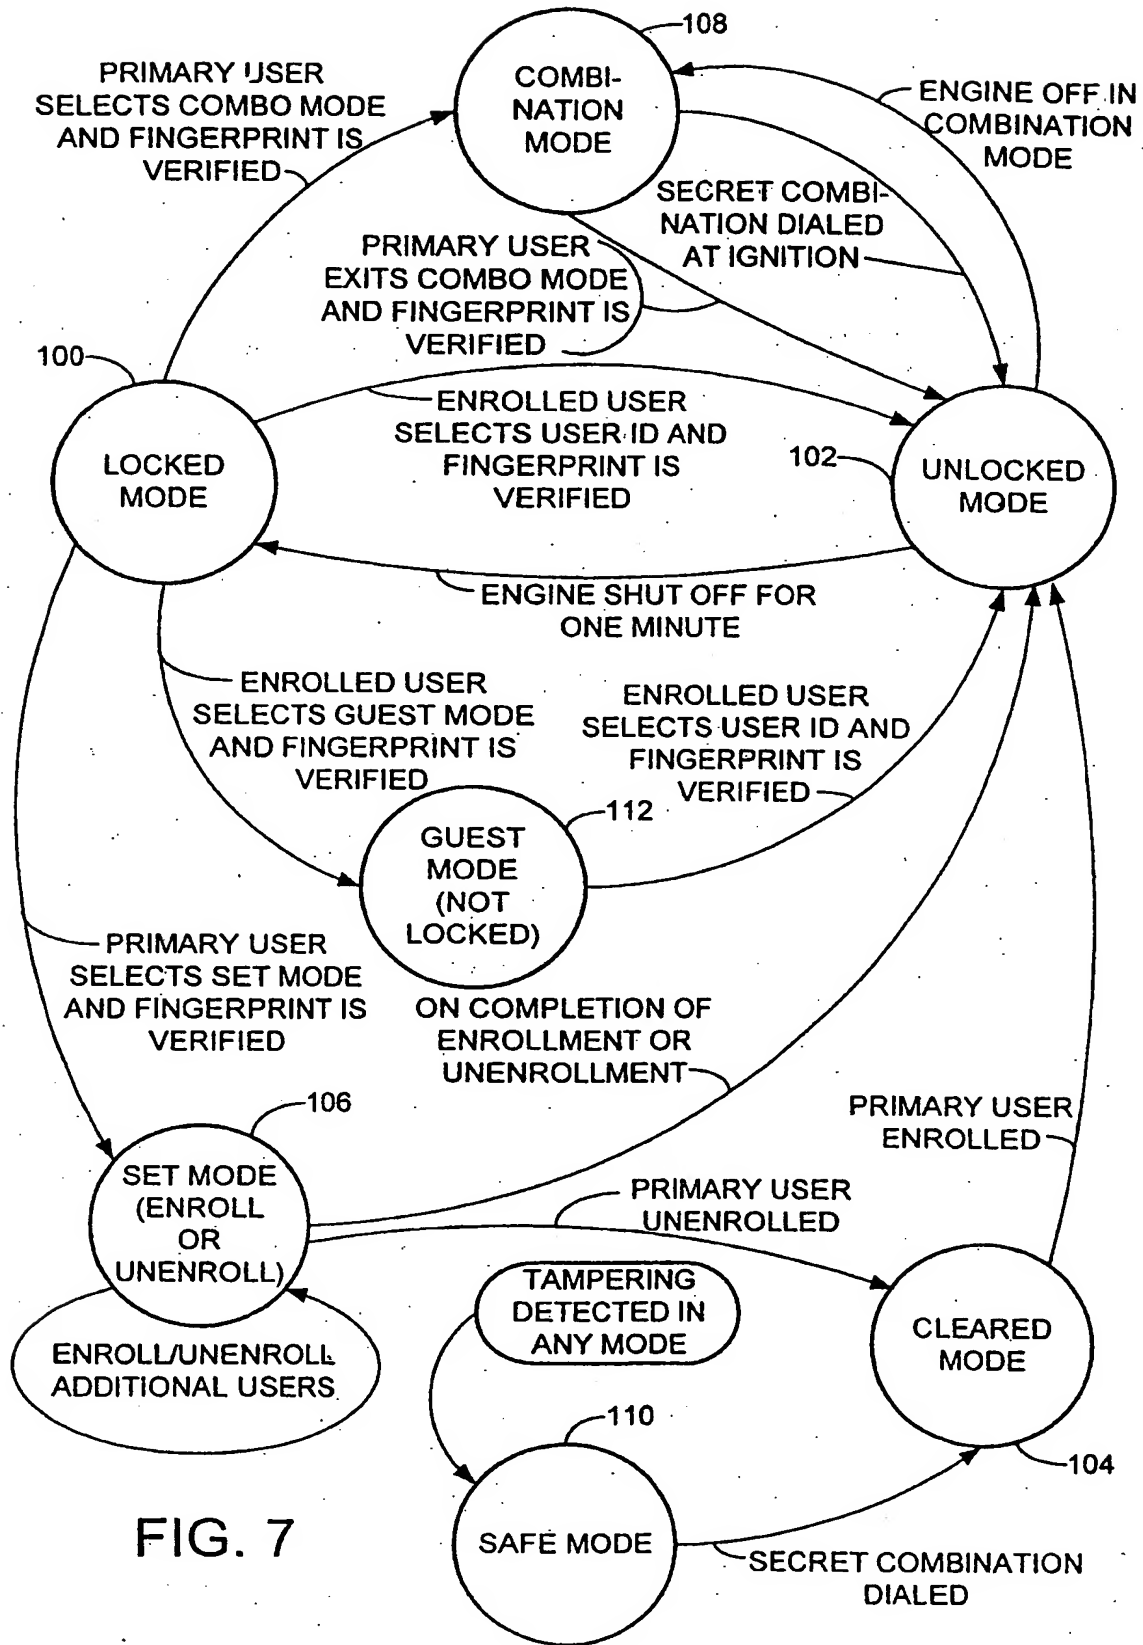 108
COMBI-
NATION
MODE
PRIMARY USER
SELECTS COMBO MODE
AND FINGERPRINT IS
VERIFIED
ENGINE OFF IN
COMBINATION
MODE
SECRET COMBI-
NATION DIALED
AT IGNITION
PRIMARY USER
EXITS COMBO MODE
AND FINGERPRINT IS
VERIFIED
100
LOCKED
MODE
ENROLLED USER
SELECTS USER ID AND
FINGERPRINT IS
VERIFIED
102
UNLOCKED
MODE
ENGINE SHUT OFF FOR
ONE MINUTE
ENROLLED USER
SELECTS GUEST MODE
AND FINGERPRINT IS
VERIFIED
ENROLLED USER
SELECTS USER ID AND
FINGERPRINT IS
VERIFIED
112
GUEST
MODE
(NOT
LOCKED)
PRIMARY USER
SELECTS SET MODE
AND FINGERPRINT IS
VERIFIED
ON COMPLETION OF
ENROLLMENT OR
UNENROLLMENT
106
SET MODE
(ENROLL
OR
UNENROLL)
PRIMARY USER
ENROLLED
PRIMARY USER
UNENROLLED
TAMPERING
DETECTED IN
ANY MODE
CLEARED
MODE
ENROLL/UNENROLL
ADDITIONAL USERS
110
104
SAFE MODE
SECRET COMBINATION
DIALED
FIG. 7